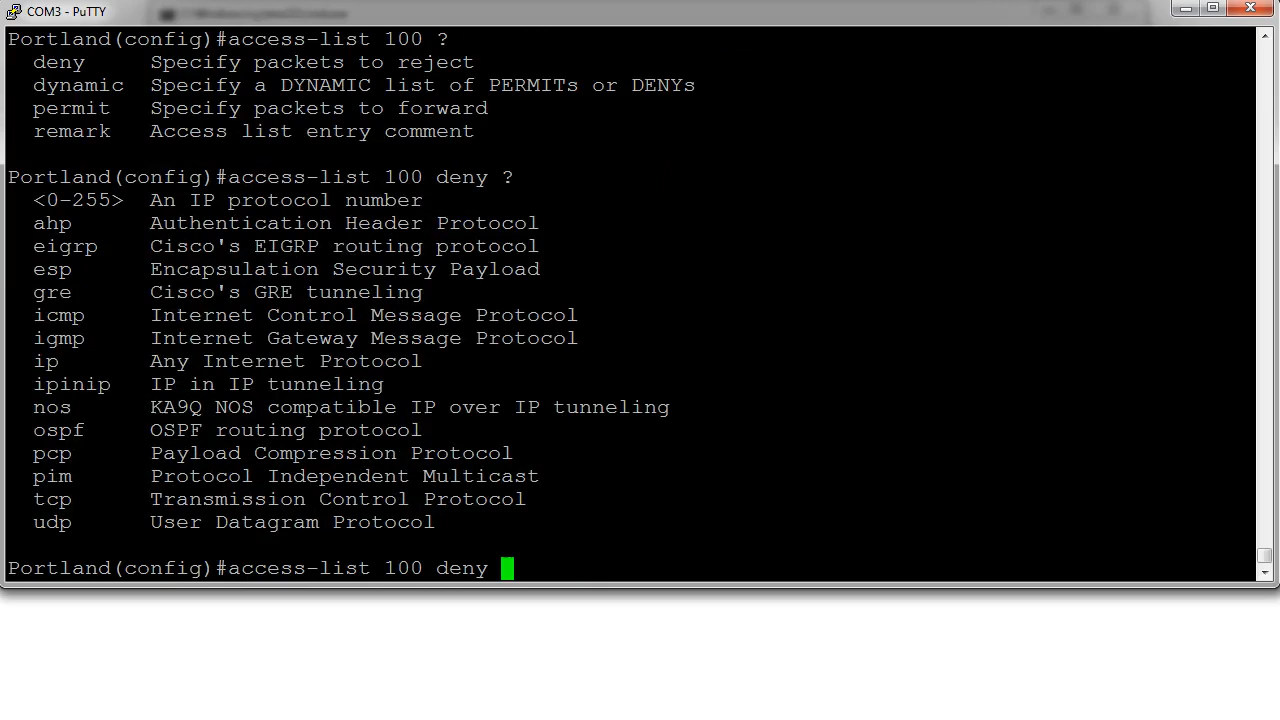 COM3 - PuTTY
Portland(config)#access-list 100 ?
  deny     Specify packets to reject
  dynamic  Specify a DYNAMIC list of PERMITs or DENYs
  permit   Specify packets to forward
  remark   Access list entry comment
Portland(config)#access-list 100 deny ?
  <0-255>  An IP protocol number
  ahp      Authentication Header Protocol
  eigrp    Cisco's EIGRP routing protocol
  esp      Encapsulation Security Payload
  gre      Cisco's GRE tunneling
  icmp     Internet Control Message Protocol
  igmp     Internet Gateway Message Protocol
  ip       Any Internet Protocol
  ipinip   IP in IP tunneling
  nos      KA9Q NOS compatible IP over IP tunneling
  ospf     OSPF routing protocol
  pcp      Payload Compression Protocol
  pim      Protocol Independent Multicast
  tcp      Transmission Control Protocol
  udp      User Datagram Protocol
Portland(config)#access-list 100 deny